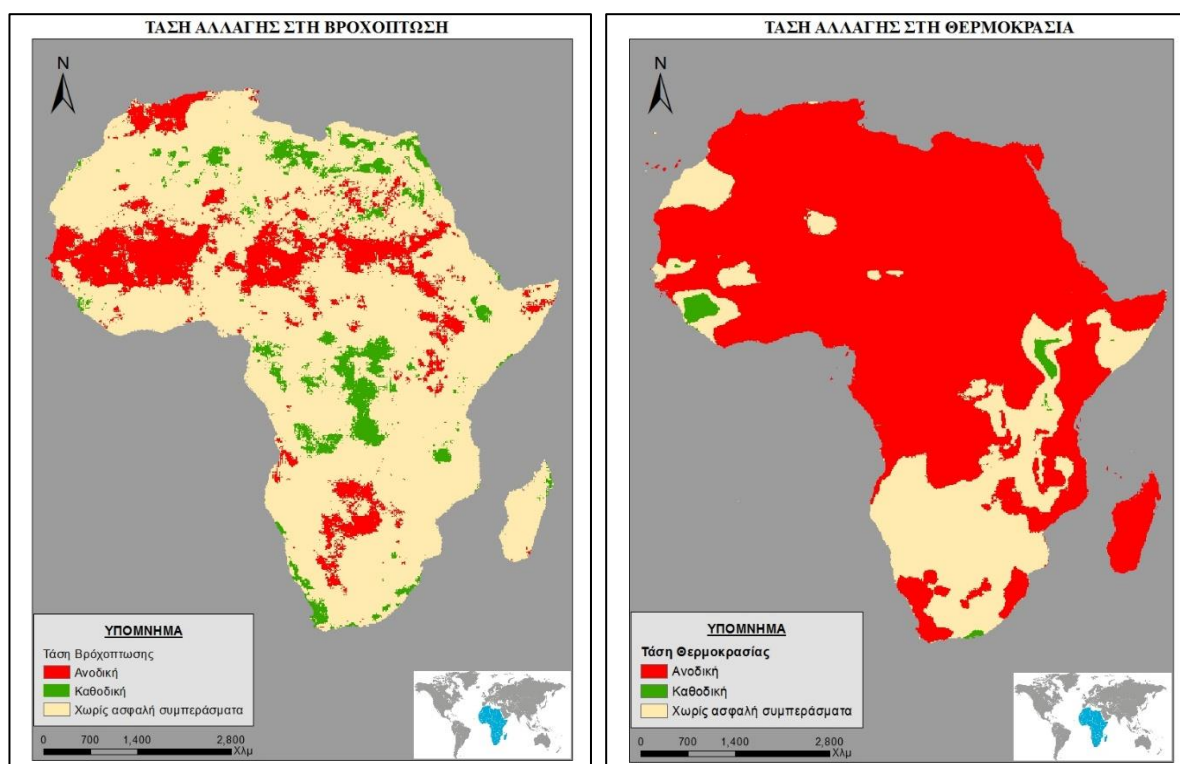 ΤΑΣΗ ΑΛΛΑΓΗΣ ΣΤΗ ΒΡΟΧΟΠΤΩΣΗ
N
ΥΠΟΜΝΗΜΑ
Τάση Βρόχοπτωσης
Ανοδική
Καθοδική
Χωρίς ασφαλή συμπεράσματα
0 700 1,400 2,800
Χλμ
ΤΑΣΗ ΑΛΛΑΓΗΣ ΣΤΗ ΘΕΡΜΟΚΡΑΣΙΑ
N
ΥΠΟΜΝΗΜΑ
Τάση Θερμοκρασίας
Ανοδική
Καθοδική
Χωρίς ασφαλή συμπεράσματα
0 700 1,400 2,800
Χλμ